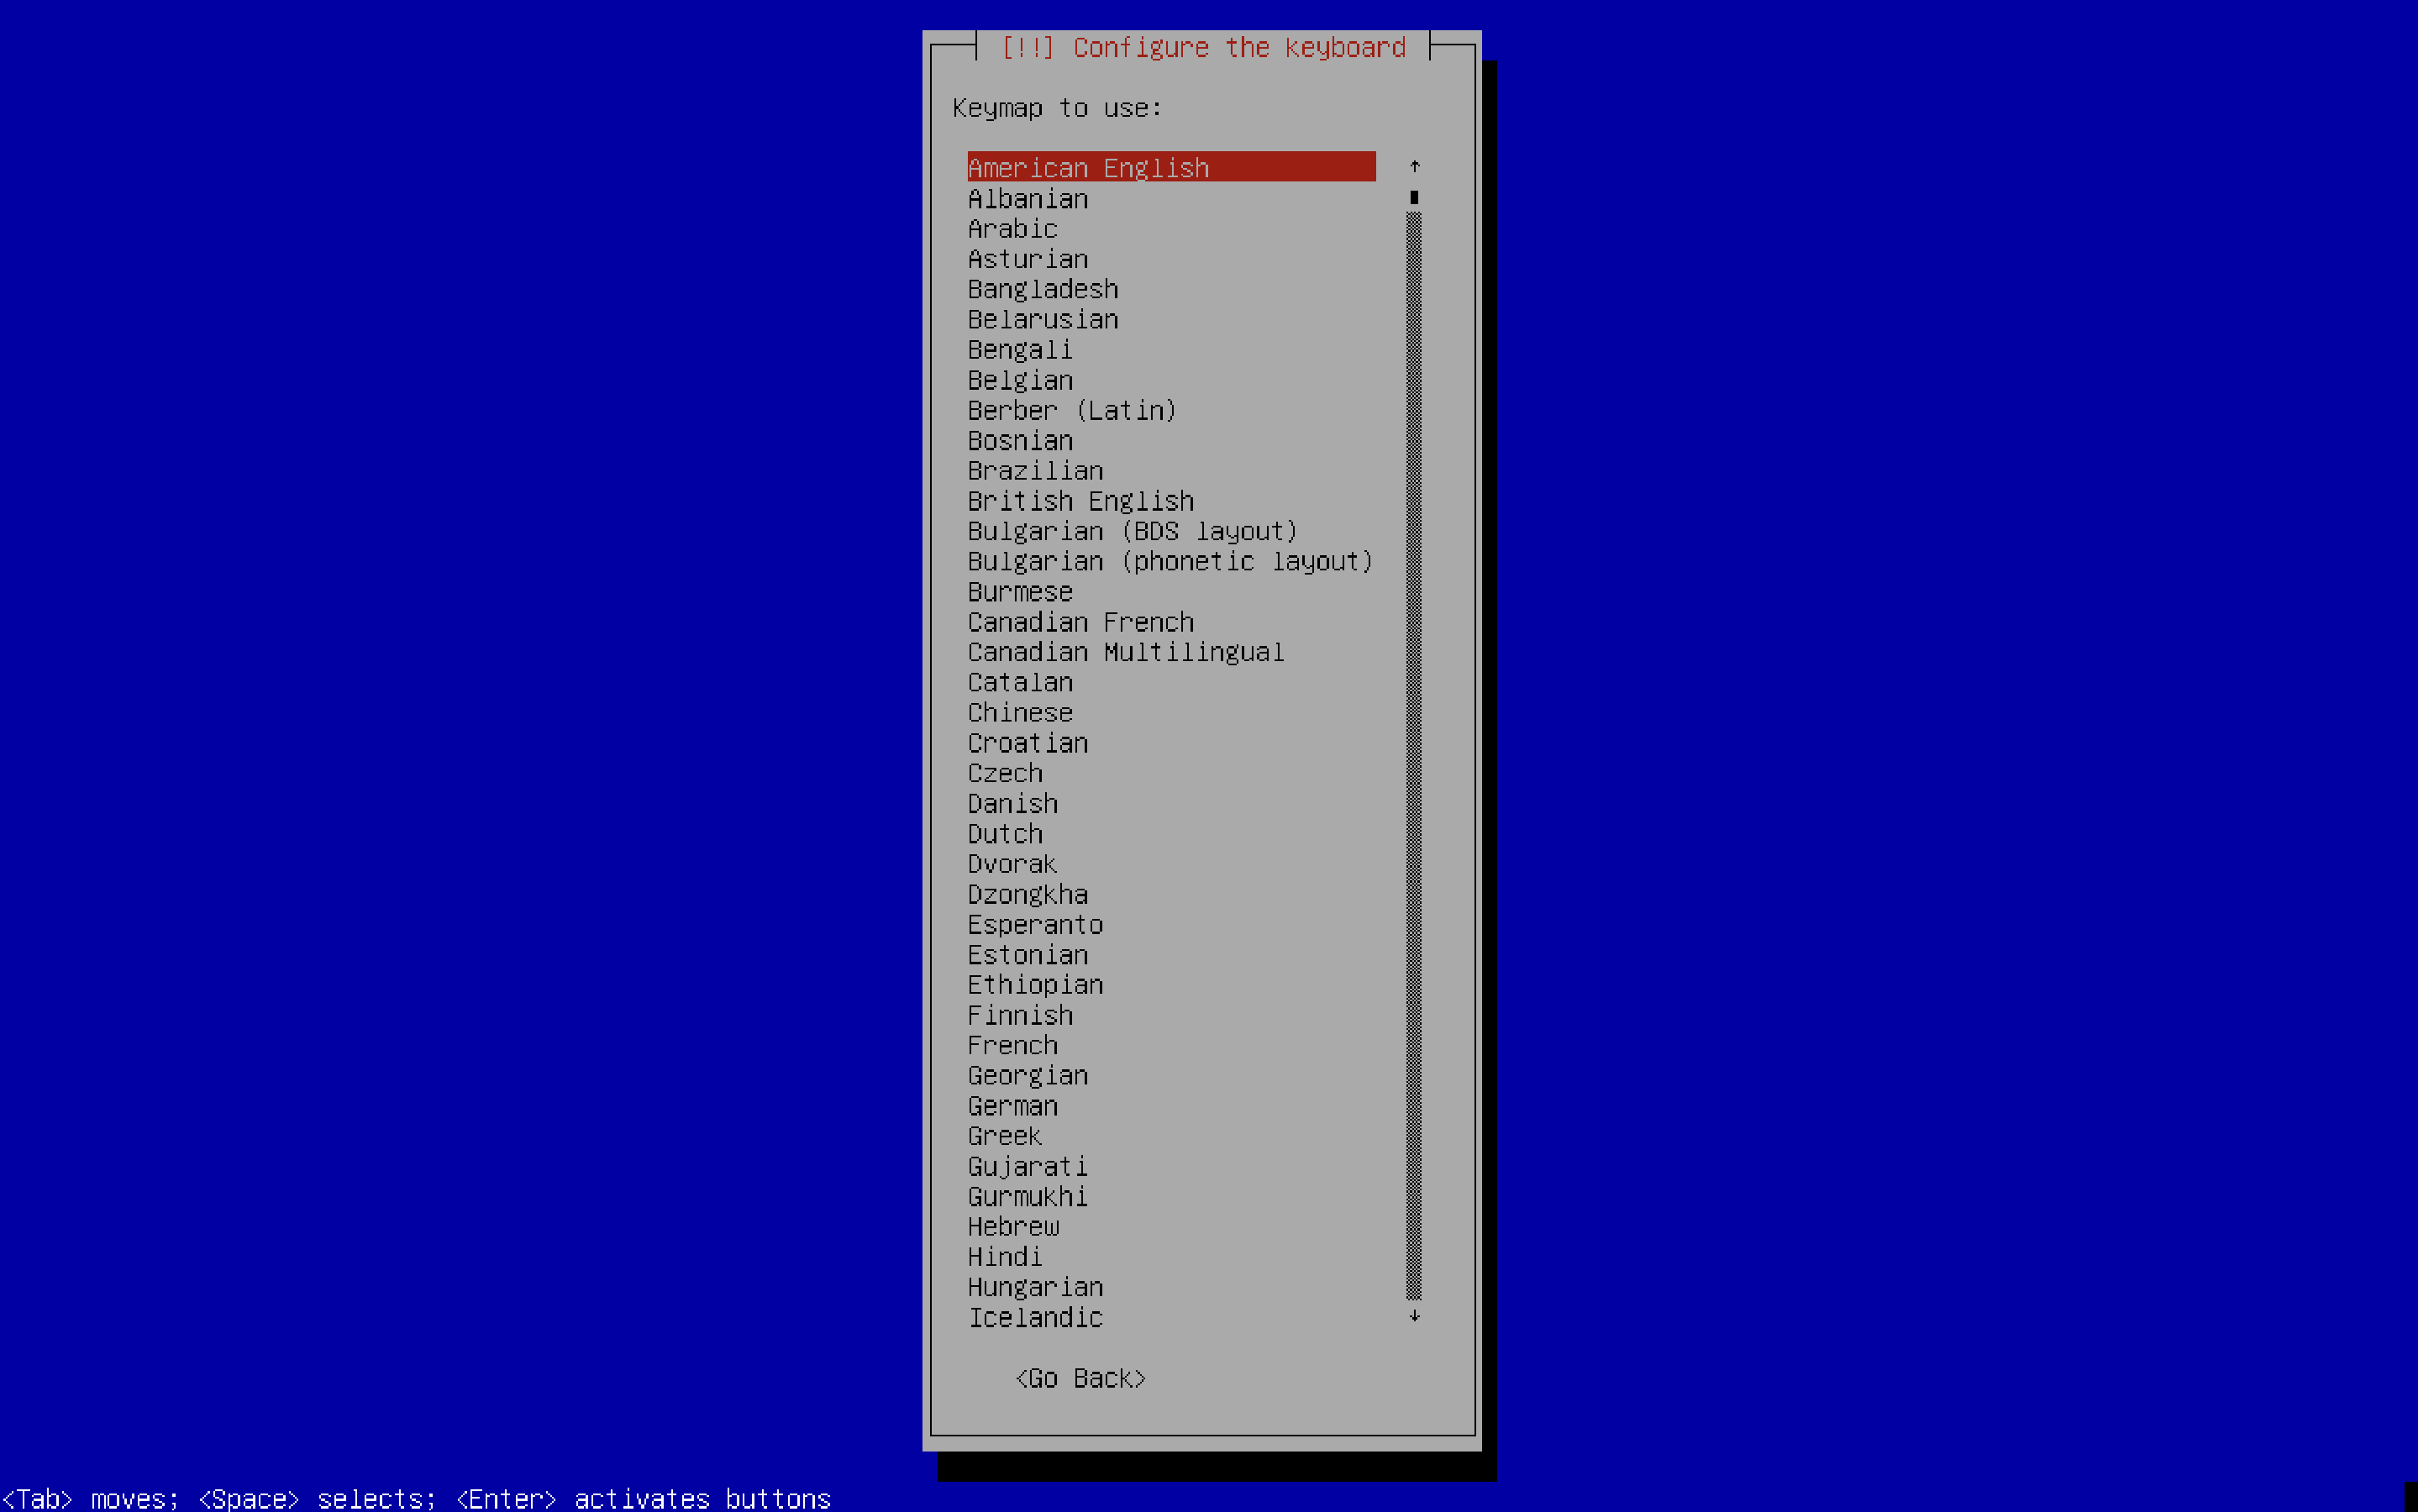 [!!] Configure the keyboard
Keymap to use:
American English
Albanian
Arabic
Asturian
Bangladesh
Belarusian
Bengali
Belgian
Berber (Latin)
Bosnian
Brazilian
British English
Bulgarian (BDS layout)
Bulgarian (phonetic layout)
Burmese
Canadian French
Canadian Multilingual
Catalan
Chinese
Croatian
Czech
Danish
Dutch
Dvorak
Dzongkha
Esperanto
Estonian
Ethiopian
Finnish
French
Georgian
German
Greek
Gujarati
Gurmukhi
Hebrew
Hindi
Hungarian
Icelandic
<Go Back>
<Tab> moves; <Space> selects; <Enter> activates buttons